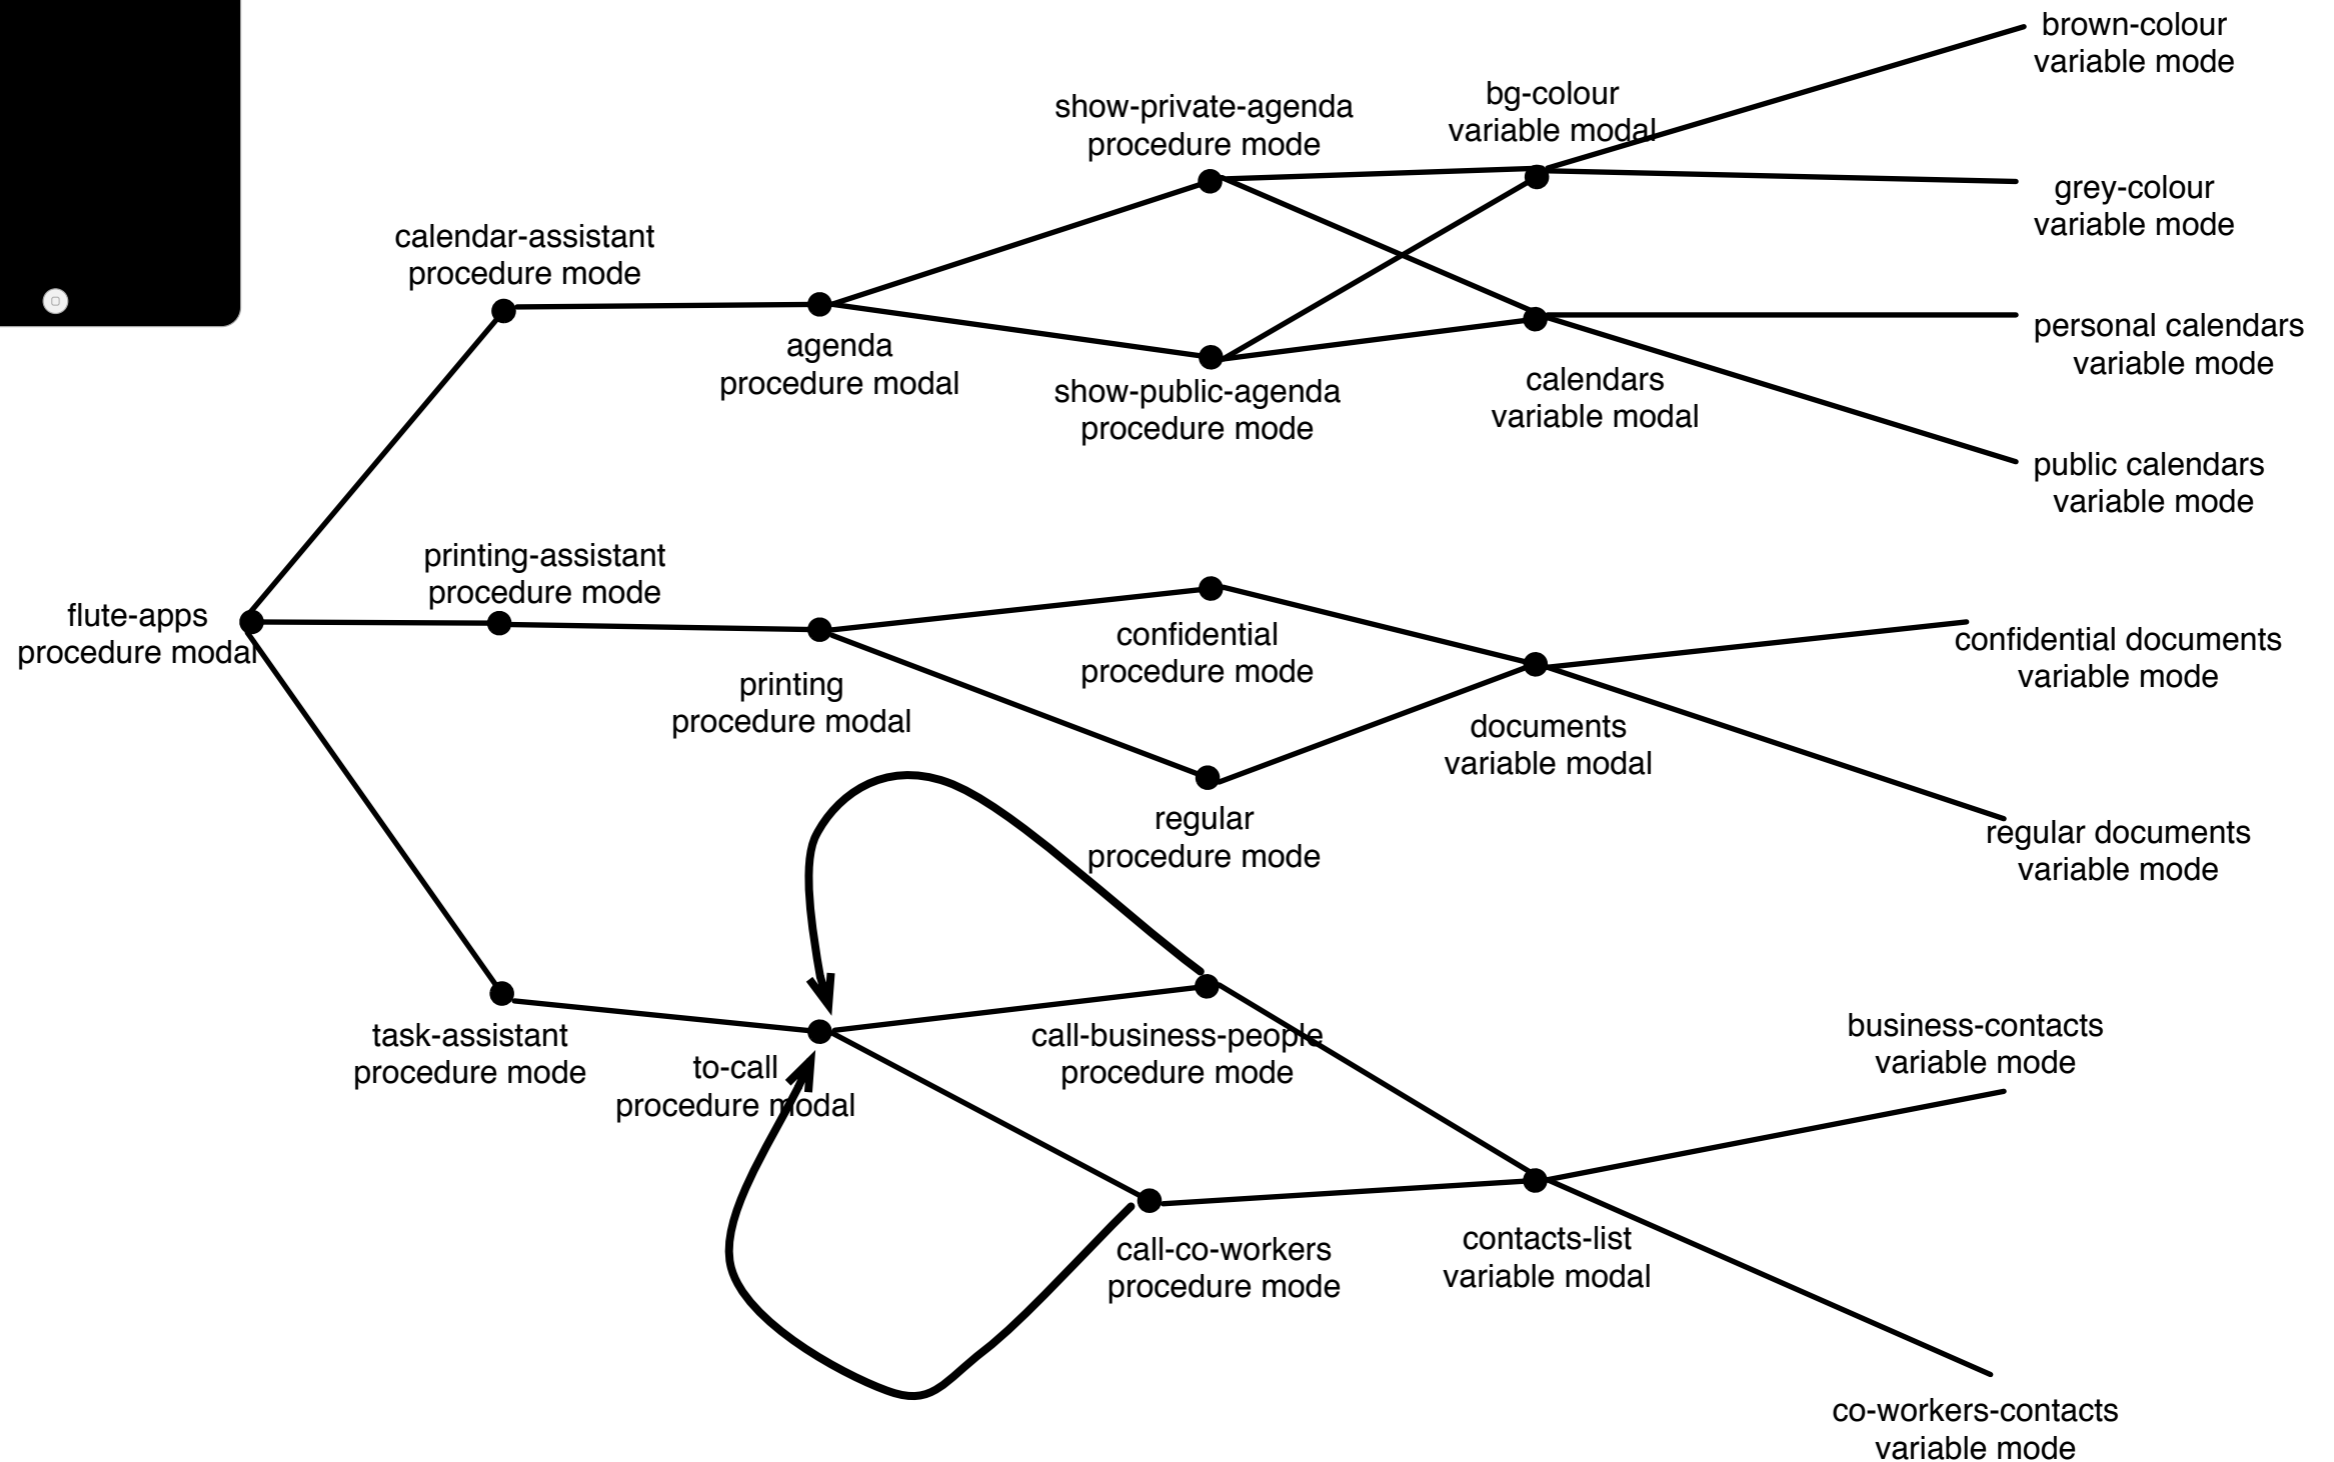 brown-colour
variable mode
bg-colour
variable modal
show-private-agenda
procedure mode
grey-colour
variable mode
calendar-assistant
procedure mode
agenda
procedure modal
personal calendars
variable mode
show-public-agenda
procedure mode
calendars
variable modal
public calendars
variable mode
printing-assistant
procedure mode
flute-apps
procedure modal
confidential
procedure mode
confidential documents
variable mode
printing
procedure modal
documents
variable modal
regular
procedure mode
regular documents
variable mode
task-assistant
procedure mode
to-call
procedure modal
call-business-people
procedure mode
business-contacts
variable mode
call-co-workers
procedure mode
contacts-list
variable modal
co-workers-contacts
variable mode